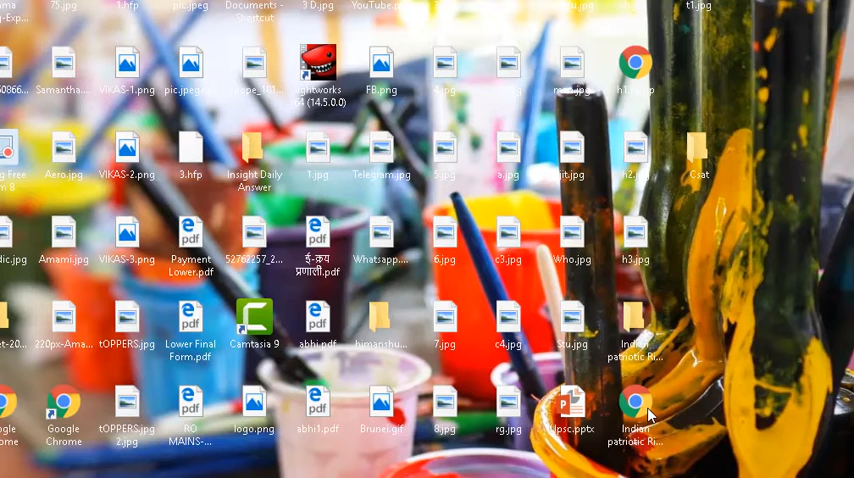 75.jpg
1.hfp
pic.jpeg
Documents -
Shortcut
3 D.jpg
YouTube.p...
t1.jpg
Samantha....
VIKAS-1.png
64 (14.5.0.0)
FB.png
4.jpg
Aero.jpg
VIKAS-2.png
3.hfp
Insight Daily
Answer
1.jpg
Telegram.jpg
5.jpg
a.jpg
h2.jpg
Csat
Amami.jpg
VIKAS-3.png
Payment
Lower.pdf
52762257_2...
ई-क्रय
प्रणाली.pdf
Whatsapp....
6.jpg
c3.jpg
Who.jpg
h3.jpg
220px-Ama...
tOPPERS.jpg
Lower Final
Form.pdf
Camtasia 9
abhi.pdf
himanshu...
7.jpg
c4.jpg
Stu.jpg
Indian
patriotic Ri...
Google
Chrome
tOPPERS.jpg
2.jpg
RO
MAINS-...
logo.png
abhi1.pdf
Brunei.gif
8.jpg
rg.jpg
Upsc.pptx
Indian
patriotic Ri...